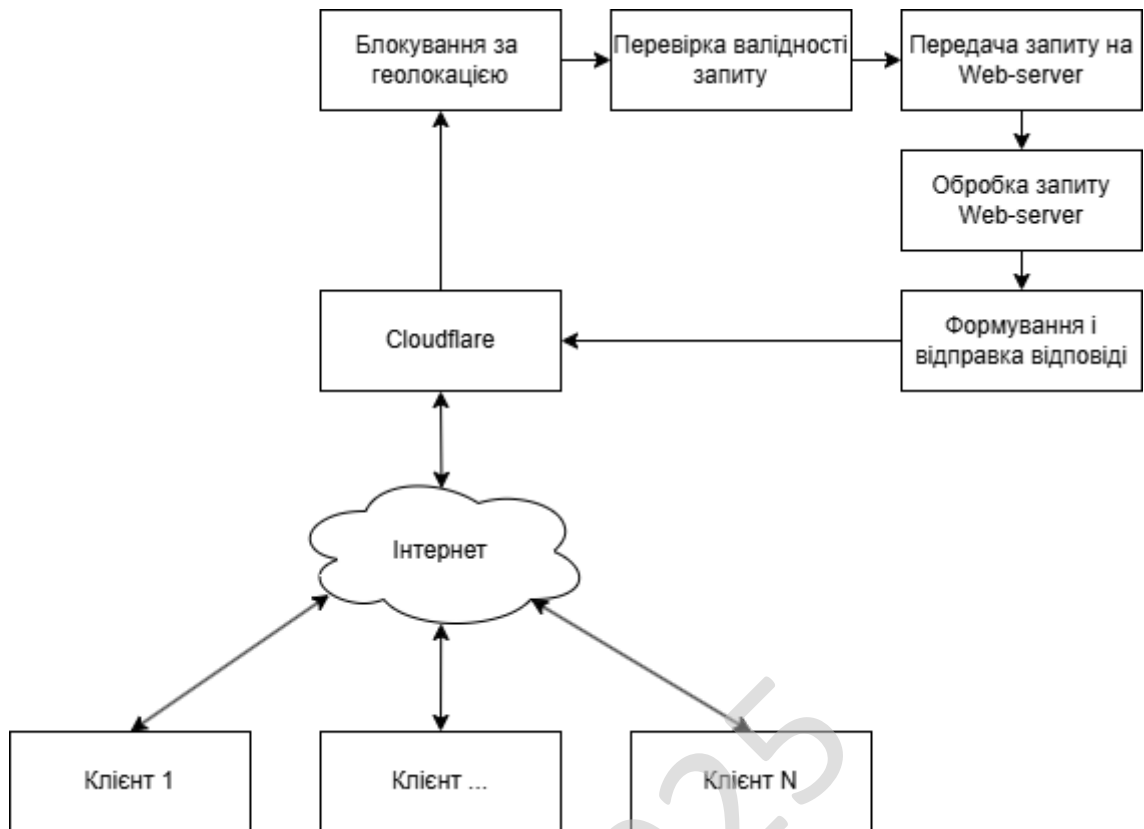 Блокування за
геолокацією
Перевірка валідності
запиту
Передача запиту на
Web-server
Обробка запиту
Web-server
Cloudflare
Формування і
відправка відповіді
Інтернет
Клієнт 1
Клієнт ...
Клієнт N
25